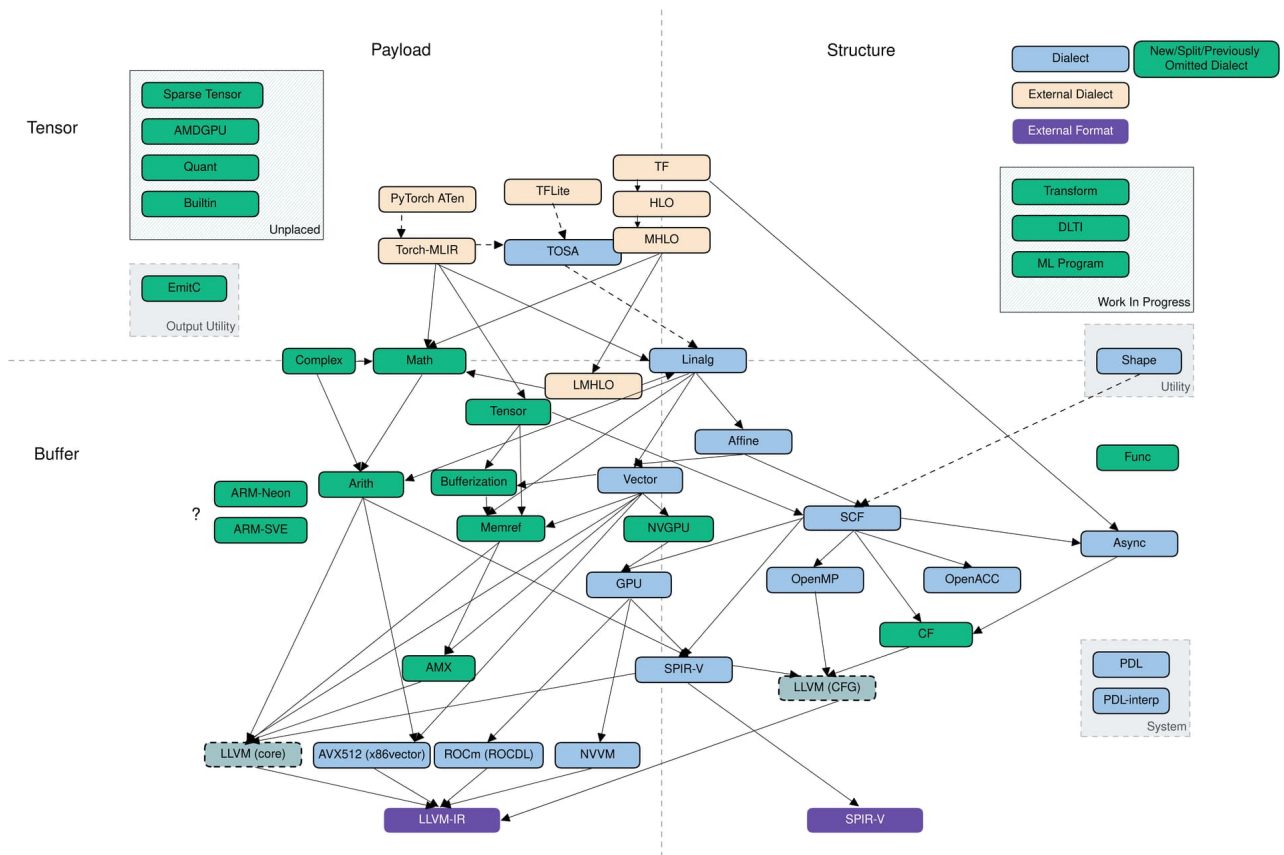 Payload
Structure
Dialect
New/Split/Previously
Omitted Dialect
External Dialect
External Format
Tensor
Sparse Tensor
AMDGPU
Quant
Builtin
Unplaced
EmitC
Output Utility
PyTorch ATen
TFLite
TF
HLO
Torch-MLIR
TOSA
MHLO
Transform
DLTI
ML Program
Work In Progress
Complex
Math
LMHLO
Linalg
Shape
Utility
Tensor
Affine
Buffer
Func
ARM-Neon
?
ARM-SVE
Arith
Bufferization
Vector
Memref
NVGPU
SCF
Async
GPU
OpenMP
OpenACC
CF
AMX
SPIR-V
LLVM (CFG)
PDL
PDL-interp
System
LLVM (core)
AVX512 (x86vector)
ROCm (ROCDL)
NVVM
LLVM-IR
SPIR-V